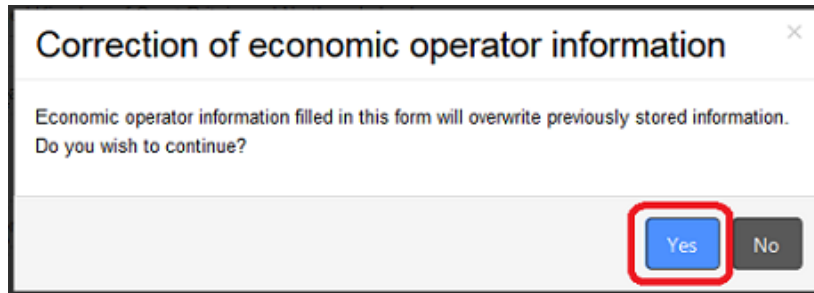 Correction of economic operator information
×
Economic operator information filled in this form will overwrite previously stored information.
Do you wish to continue?
Yes No